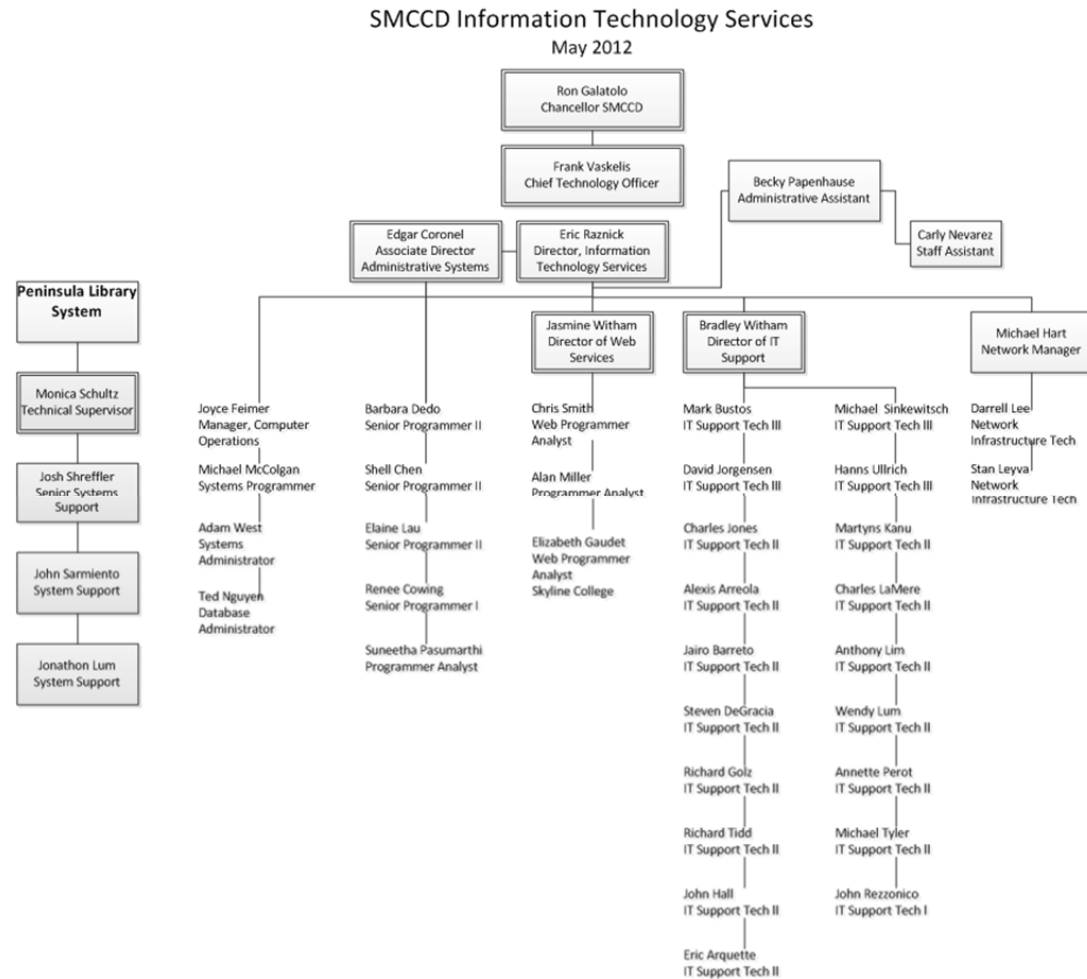 SMCCD Information Technology Services
May 2012
Ron Galatolo
Chancellor SMCCD
Frank Vaskelis
Chief Technology Officer
Becky Papenhause
Administrative Assistant
Carly Nevarez
Staff Assistant
Edgar Coronel
Associate Director
Administrative Systems
Eric Raznick
Director, Information
Technology Services
Peninsula Library
System
Monica Schultz
Technical Supervisor
Josh Shreffler
Senior Systems
Support
John Sarmiento
System Support
Jonathon Lum
System Support
Joyce Feimer
Manager, Computer
Operations
Michael McColgan
Systems Programmer
Adam West
Systems
Administrator
Ted Nguyen
Database
Administrator
Barbara Dedo
Senior Programmer II
Shell Chen
Senior Programmer II
Elaine Lau
Senior Programmer II
Renee Cowing
Senior Programmer I
Suneetha Pasumarthi
Programmer Analyst
Jasmine Witham
Director of Web
Services
Chris Smith
Web Programmer
Analyst
Alan Miller
Programmer Analyst
Elizabeth Gaudet
Web Programmer
Analyst
Skyline College
Bradley Witham
Director of IT
Support
Mark Bustos
IT Support Tech III
David Jorgensen
IT Support Tech III
Charles Jones
IT Support Tech II
Alexis Arreola
IT Support Tech II
Jairo Barreto
IT Support Tech II
Steven DeGracia
IT Support Tech II
Richard Golz
IT Support Tech II
Richard Tidd
IT Support Tech II
John Hall
IT Support Tech II
Eric Arquette
IT Support Tech II
Michael Sinkewitsch
IT Support Tech III
Hanns Ullrich
IT Support Tech III
Martyns Kanu
IT Support Tech II
Charles LaMere
IT Support Tech II
Anthony Lim
IT Support Tech II
Wendy Lum
IT Support Tech II
Annette Perot
IT Support Tech II
Michael Tyler
IT Support Tech II
John Rezzonico
IT Support Tech I
Michael Hart
Network Manager
Darrell Lee
Network
Infrastructure Tech
Stan Leyva
Network
Infrastructure Tech